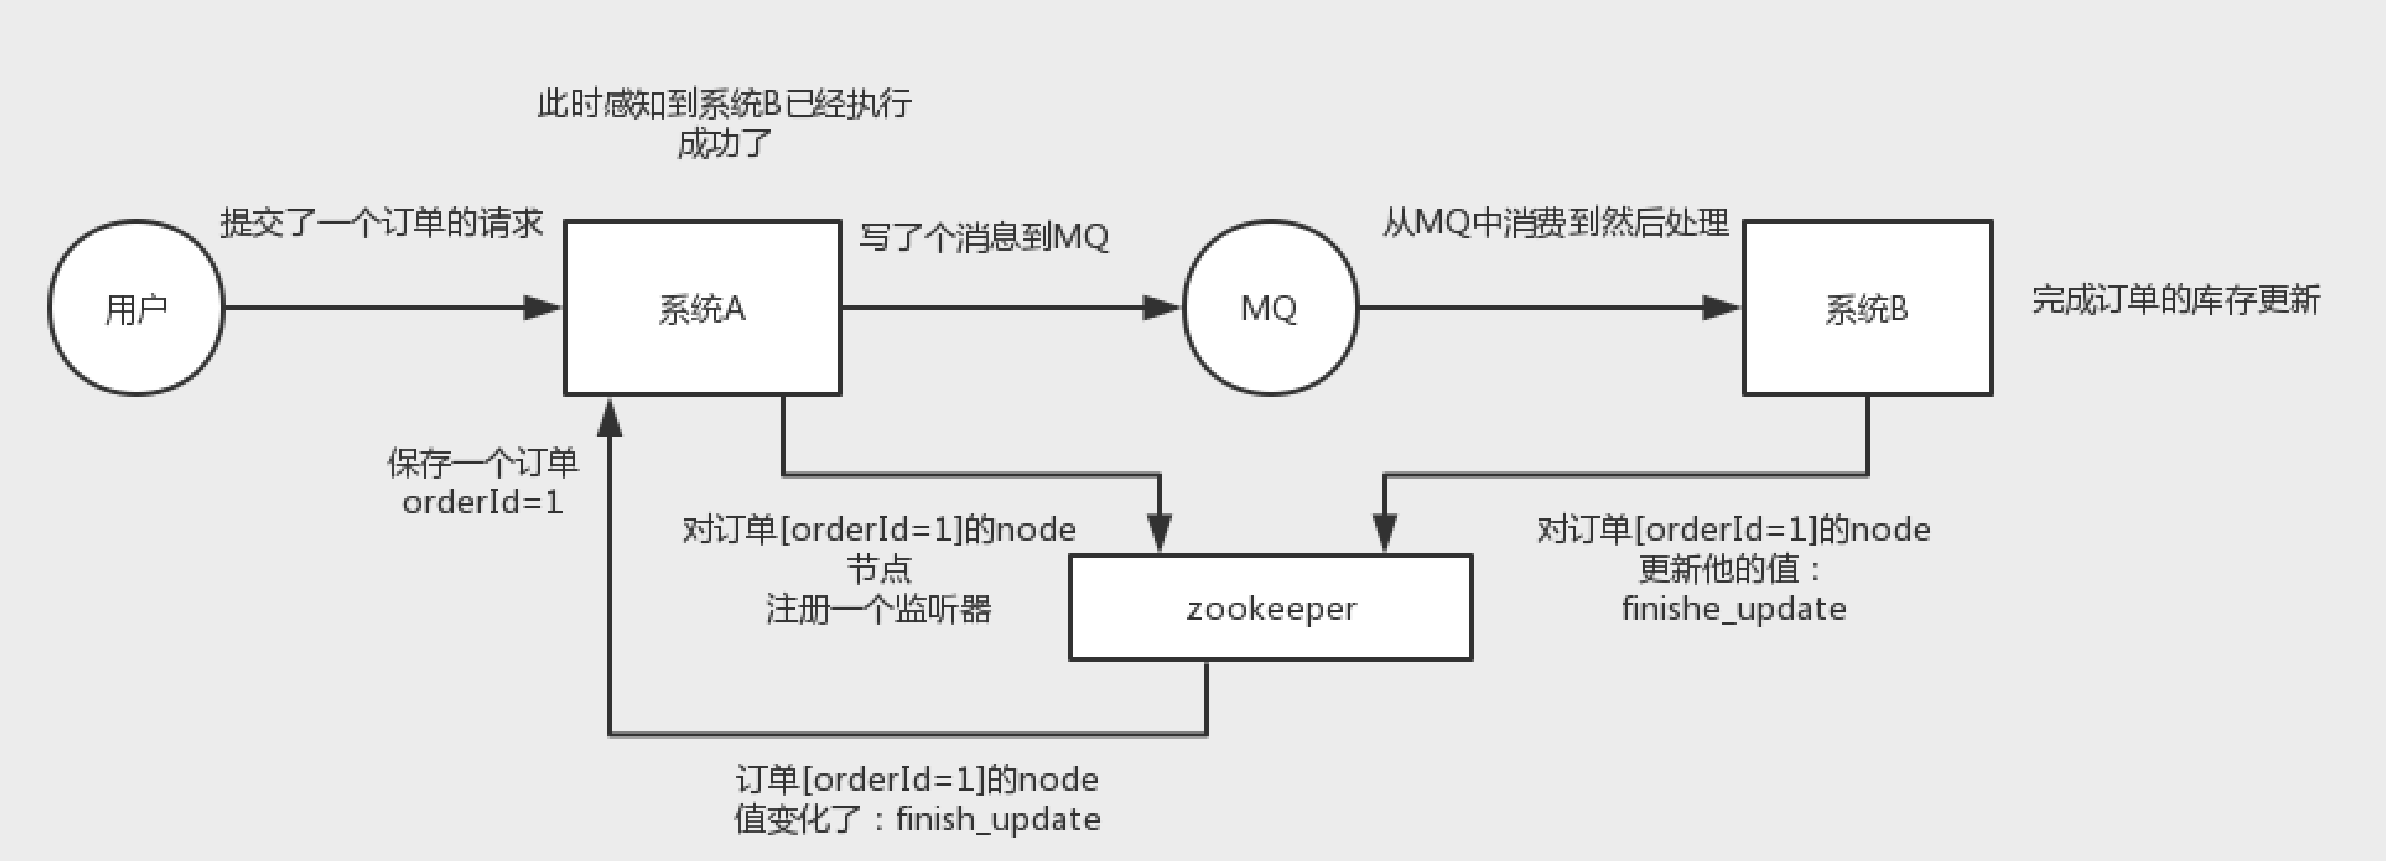 此时感知到系统B已经执行
成功了
提交了一个订单的请求
写了个消息到MQ
从MQ中消费到然后处理
用户
系统A
MQ
系统B
完成订单的库存更新
保存一个订单
orderId=1
对订单[orderId=1]的node
节点
注册一个监听器
对订单[orderId=1]的node
更新他的值：
finishe_update
zookeeper
订单[orderId=1]的node
值变化了：finish_update